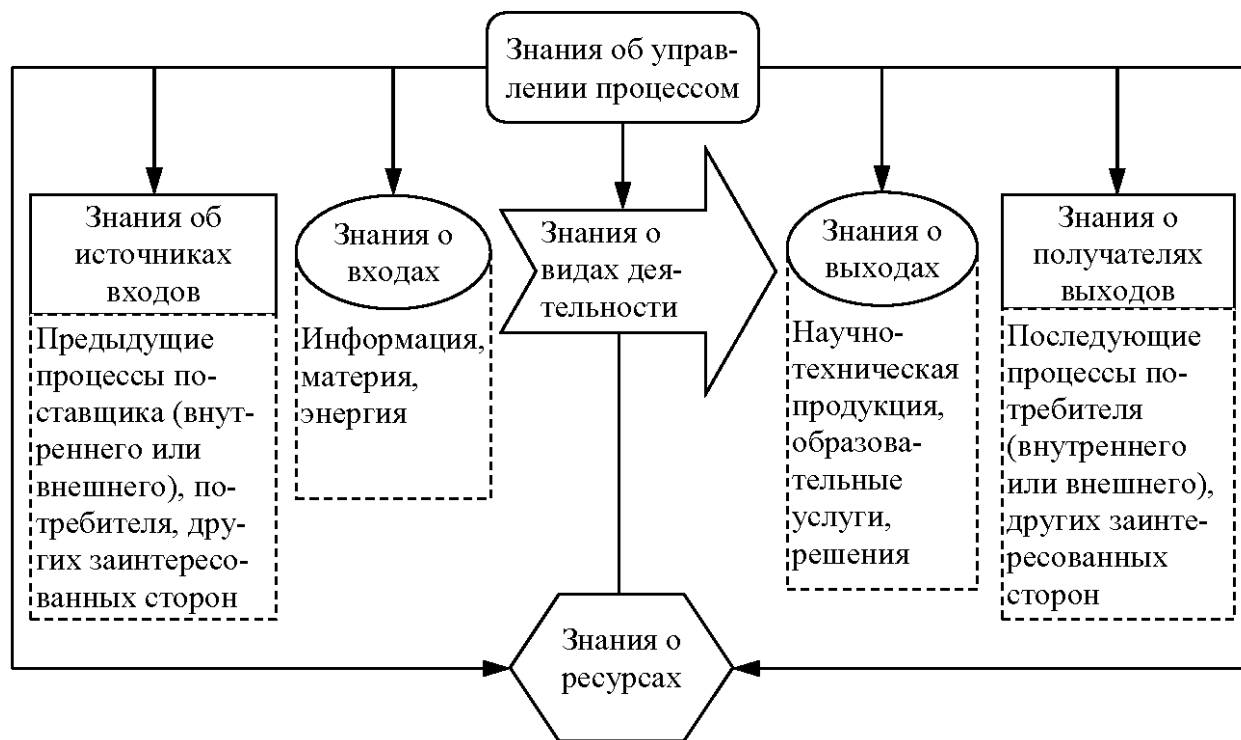 Знания об управ-
лении процессом
Знания об
источниках
входов
Предыдущие
процессы по-
ставщика (внут-
реннего или
внешнего), по-
требителя, дру-
гих заинтересо-
ванных сторон
Знания о
входах
Информация,
материя,
энергия
Знания о
видах дея-
тельности
Знания о
выходах
Научно-
техническая
продукция,
образова-
тельные
услуги,
решения
Знания о
получателях
выходов
Последующие
процессы по-
требителя
(внутреннего
или внешнего),
других заинте-
ресованных
сторон
Знания о
ресурсах